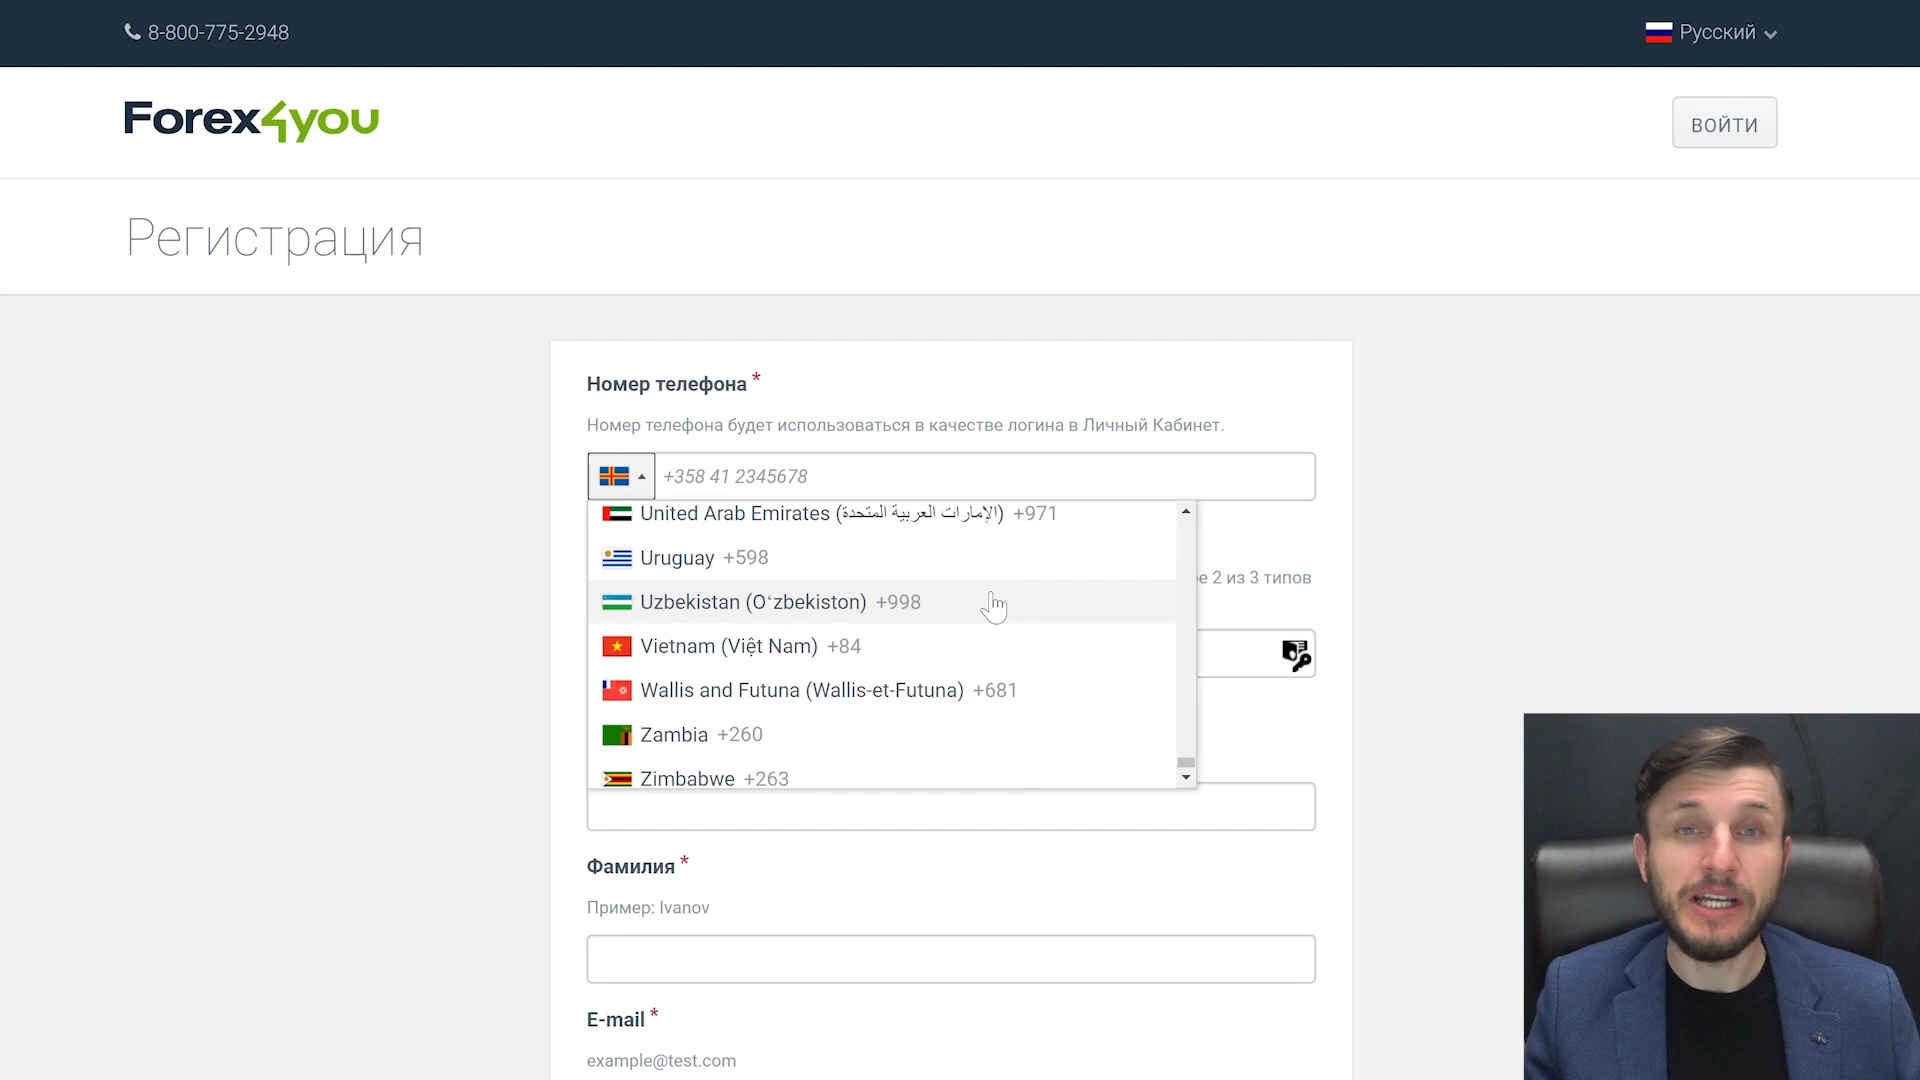 8-800-775-2948
Русский
Forex4you
ВОЙТИ
Регистрация
Номер телефона *
Номер телефона будет использоваться в качестве логина в Личный Кабинет.
+358 41 2345678
United Arab Emirates (الإمارات العربية المتحدة) +971
Uruguay +598
е 2 из 3 типов
Uzbekistan (Oʻzbekiston) +998
Vietnam (Việt Nam) +84
Wallis and Futuna (Wallis-et-Futuna) +681
Zambia +260
Zimbabwe +263
Фамилия *
Пример: Ivanov
E-mail *
example@test.com